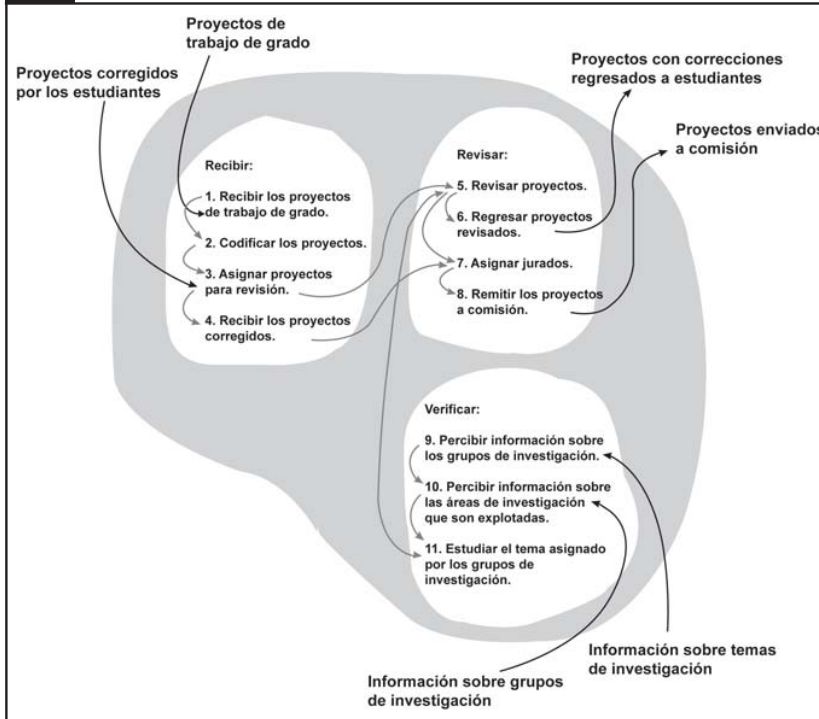 Proyectos de
trabajo de grado
Proyectos corregidos
por los estudiantes
Proyectos con correcciones
regresados a estudiantes
Proyectos enviados
a comisión
Recibir:
1. Recibir los proyectos
de trabajo de grado.
2. Codificar los proyectos.
3. Asignar proyectos
para revisión.
4. Recibir los proyectos
corregidos.
Revisar:
5. Revisar proyectos.
6. Regresar proyectos
revisados.
7. Asignar jurados.
8. Remitir los proyectos
a comisión.
Verificar:
9. Percibir información sobre
los grupos de investigación.
10. Percibir información sobre
las áreas de investigación
que son explotadas.
11. Estudiar el tema asignado
por los grupos de
investigación.
Información sobre temas
de investigación
Información sobre grupos
de investigación